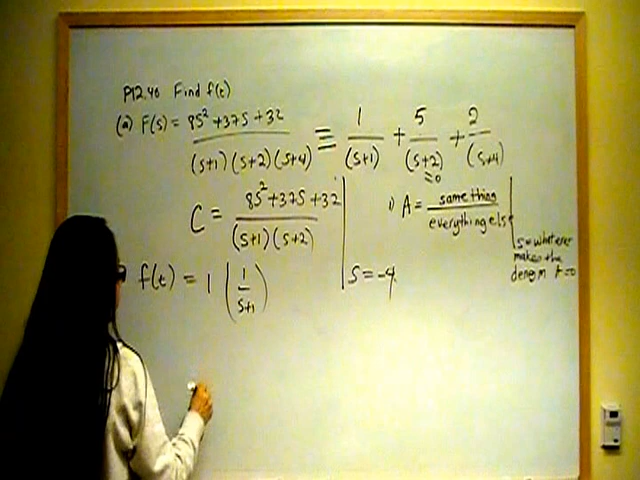 P12.40 Find f(t)
(a) F(s) = 8s² + 37s + 32 / (s+1)(s+2)(s+4) ≡ 1/(s+1) + 5/(s+2) + 2/(s+4)
=0
C = 8s² + 37s + 32 / (s+1)(s+2) | s = -4
1) A = same thing / everything else | s = whatever makes the denom A=0
f(t) = 1 (1/s+1)